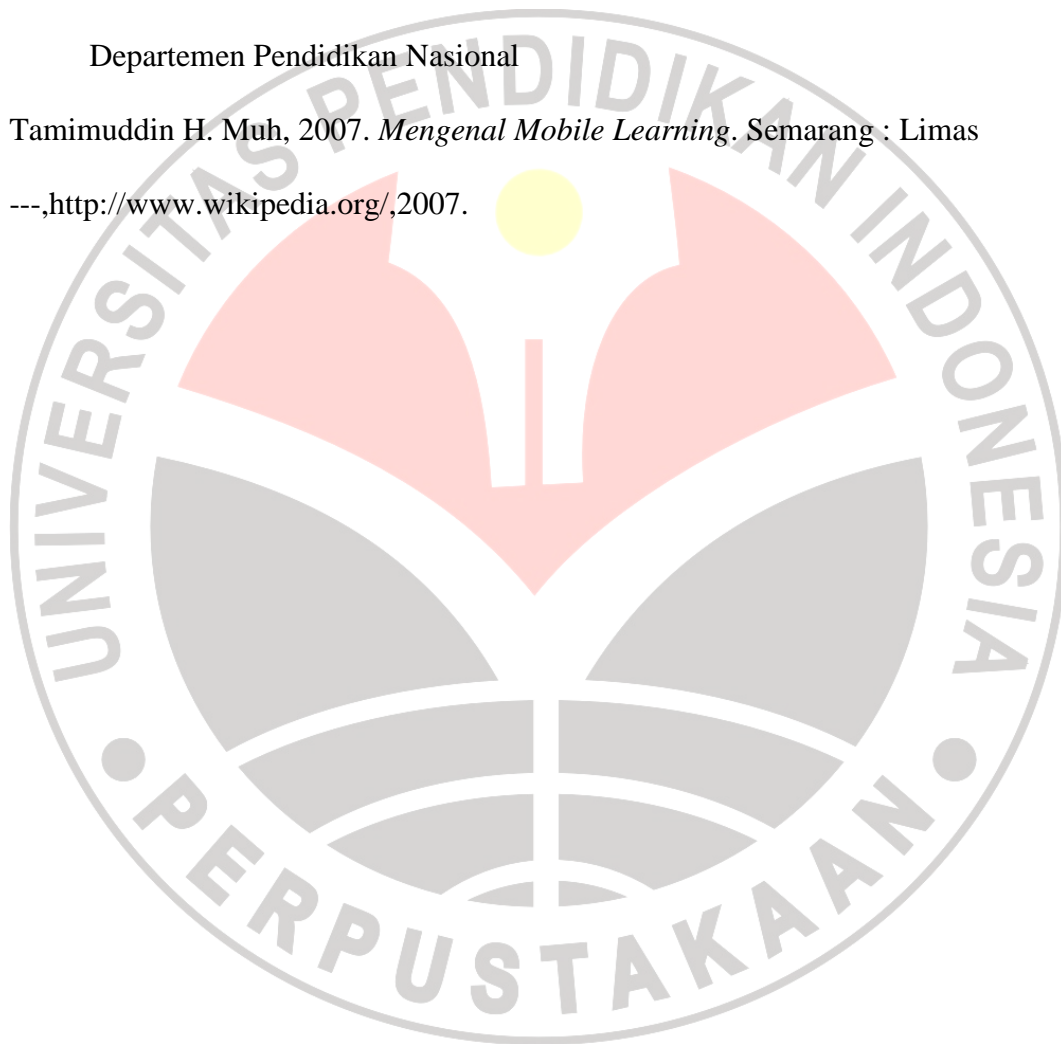 Departemen Pendidikan Nasional
Tamimuddin H. Muh, 2007. Mengenal Mobile Learning. Semarang : Limas
---,http://www.wikipedia.org/,2007.
UNIVERSITAS PENDIDIKAN INDONESIA
PERPUSTAKAAN